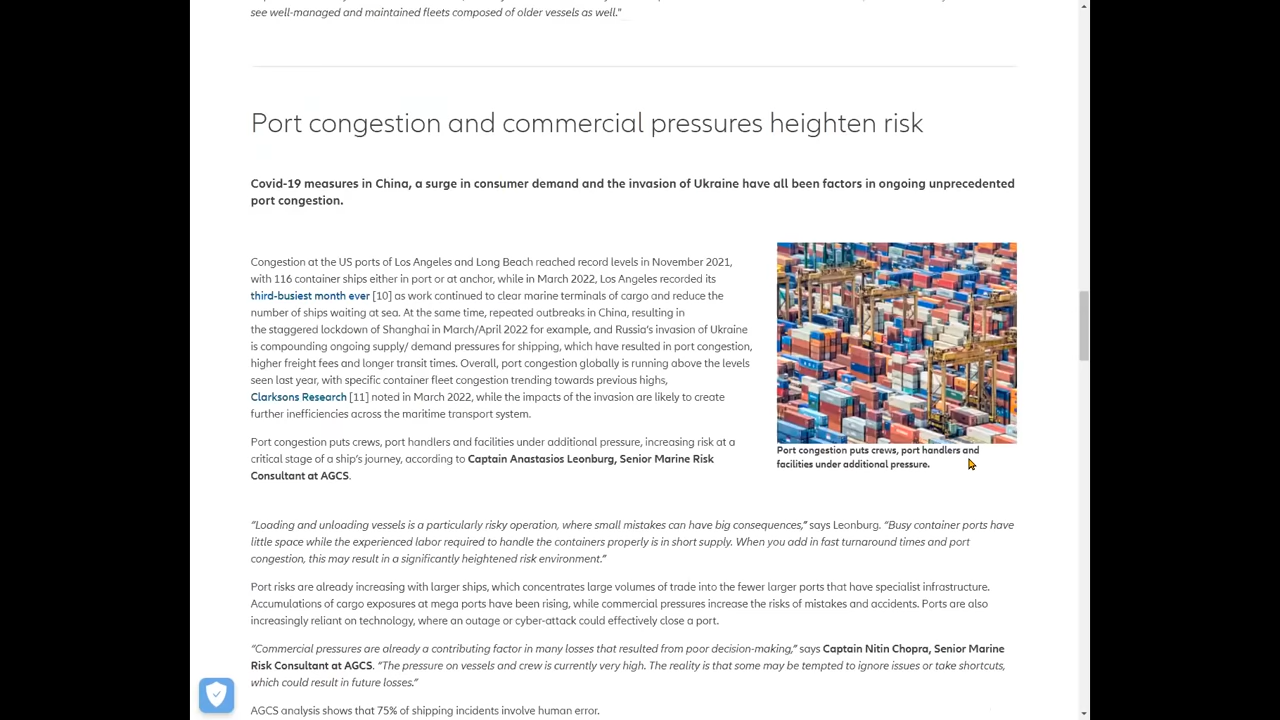 see well-managed and maintained fleets composed of older vessels as well."
Port congestion and commercial pressures heighten risk
Covid-19 measures in China, a surge in consumer demand and the invasion of Ukraine have all been factors in ongoing unprecedented
port congestion.
Congestion at the US ports of Los Angeles and Long Beach reached record levels in November 2021,
with 116 container ships either in port or at anchor, while in March 2022, Los Angeles recorded its
third-busiest month ever [10] as work continued to clear marine terminals of cargo and reduce the
number of ships waiting at sea. At the same time, repeated outbreaks in China, resulting in
the staggered lockdown of Shanghai in March/April 2022 for example, and Russia's invasion of Ukraine
is compounding ongoing supply/ demand pressures for shipping, which have resulted in port congestion,
higher freight fees and longer transit times. Overall, port congestion globally is running above the levels
seen last year, with specific container fleet congestion trending towards previous highs,
Clarksons Research [11] noted in March 2022, while the impacts of the invasion are likely to create
further inefficiencies across the maritime transport system.
Port congestion puts crews, port handlers and facilities under additional pressure, increasing risk at a
critical stage of a ship's journey, according to Captain Anastasios Leonburg, Senior Marine Risk
Consultant at AGCS.
Port congestion puts crews, port handlers and
facilities under additional pressure.
"Loading and unloading vessels is a particularly risky operation, where small mistakes can have big consequences," says Leonburg. "Busy container ports have
little space while the experienced labor required to handle the containers properly is in short supply. When you add in fast turnaround times and port
congestion, this may result in a significantly heightened risk environment."
Port risks are already increasing with larger ships, which concentrates large volumes of trade into the fewer larger ports that have specialist infrastructure.
Accumulations of cargo exposures at mega ports have been rising, while commercial pressures increase the risks of mistakes and accidents. Ports are also
increasingly reliant on technology, where an outage or cyber-attack could effectively close a port.
"Commercial pressures are already a contributing factor in many losses that resulted from poor decision-making," says Captain Nitin Chopra, Senior Marine
Risk Consultant at AGCS. "The pressure on vessels and crew is currently very high. The reality is that some may be tempted to ignore issues or take shortcuts,
which could result in future losses."
AGCS analysis shows that 75% of shipping incidents involve human error.